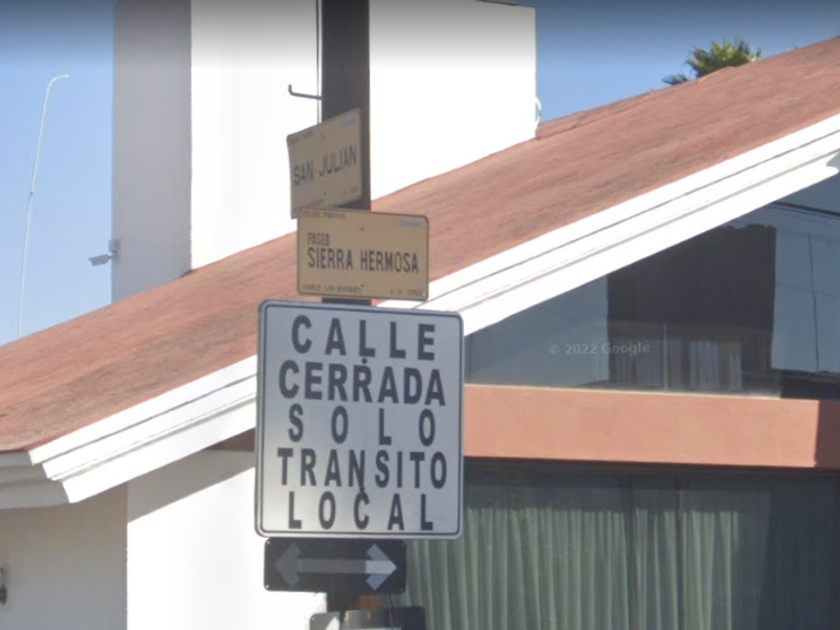 SAN JULIAN
PASEO
SIERRA HERMOSA
CALLE
CERRADA
SOLO
TRANSITO
LOCAL
© 2022 Google